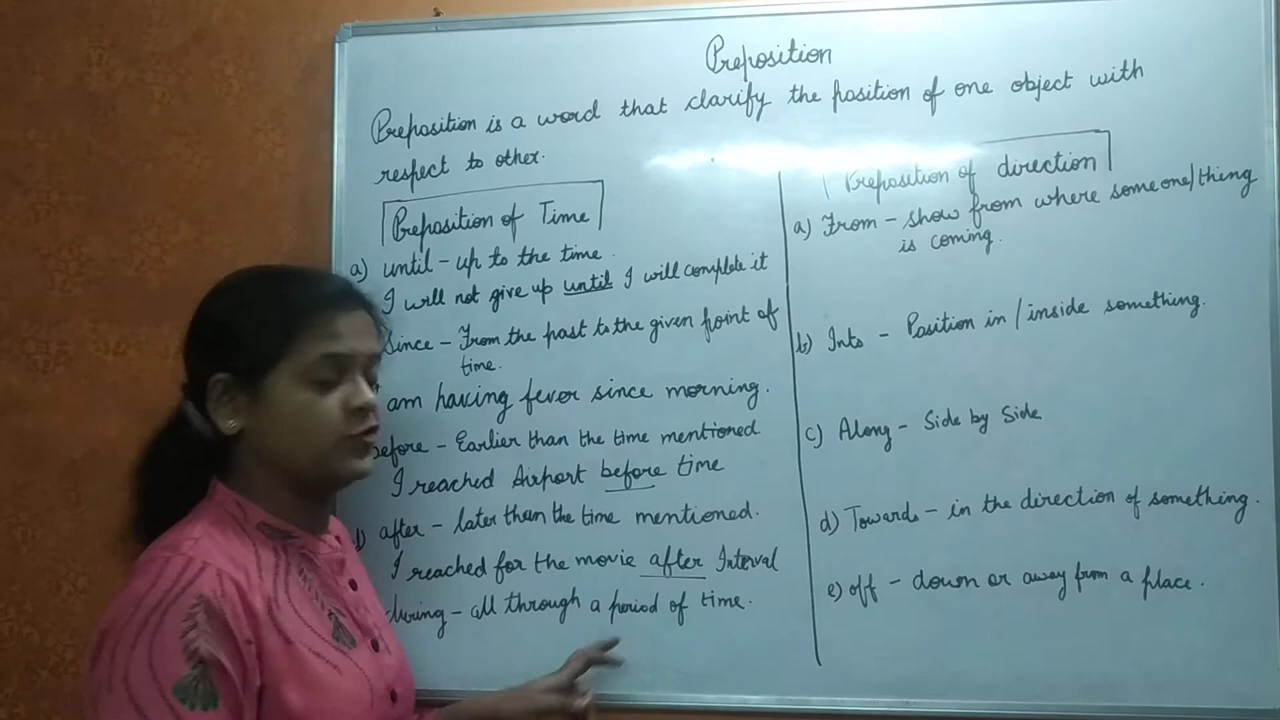 Preposition
Preposition is a word that clarify the position of one object with
respect to other.
Preposition of Time
a) until - up to the time.
I will not give up until I will complete it
Since - From the past to the given point of
time.
am having fever since morning.
before - Earlier than the time mentioned
I reached Airport before time
d) after - later than the time mentioned.
I reached for the movie after Interval
during - all through a period of time.
Preposition of direction
a) From - show from where someone/thing
is coming.
b) Into - Position in/inside something.
c) Along - Side by Side
d) Towards - in the direction of something.
e) off - down or away from a place.